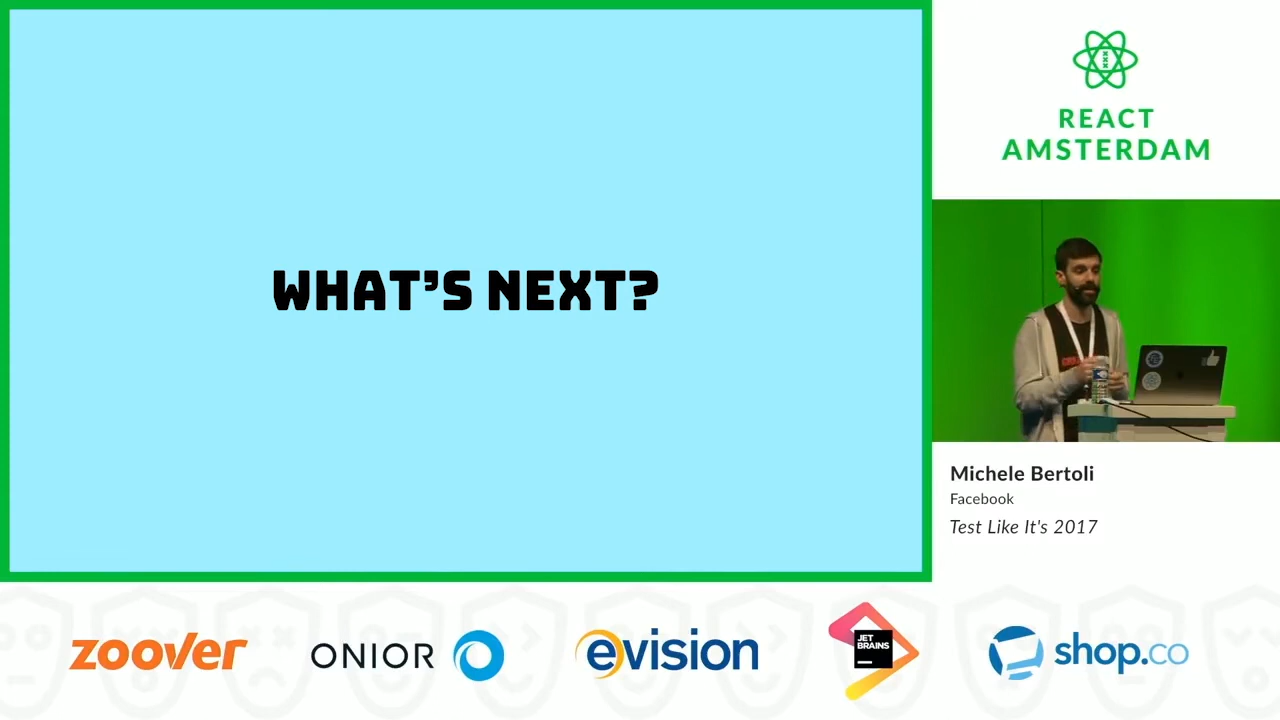 WHAT'S NEXT?
REACT
AMSTERDAM
Michele Bertoli
Facebook
Test Like It's 2017
zoover
ONIOR
evision
JET
BRAINS
shop.co